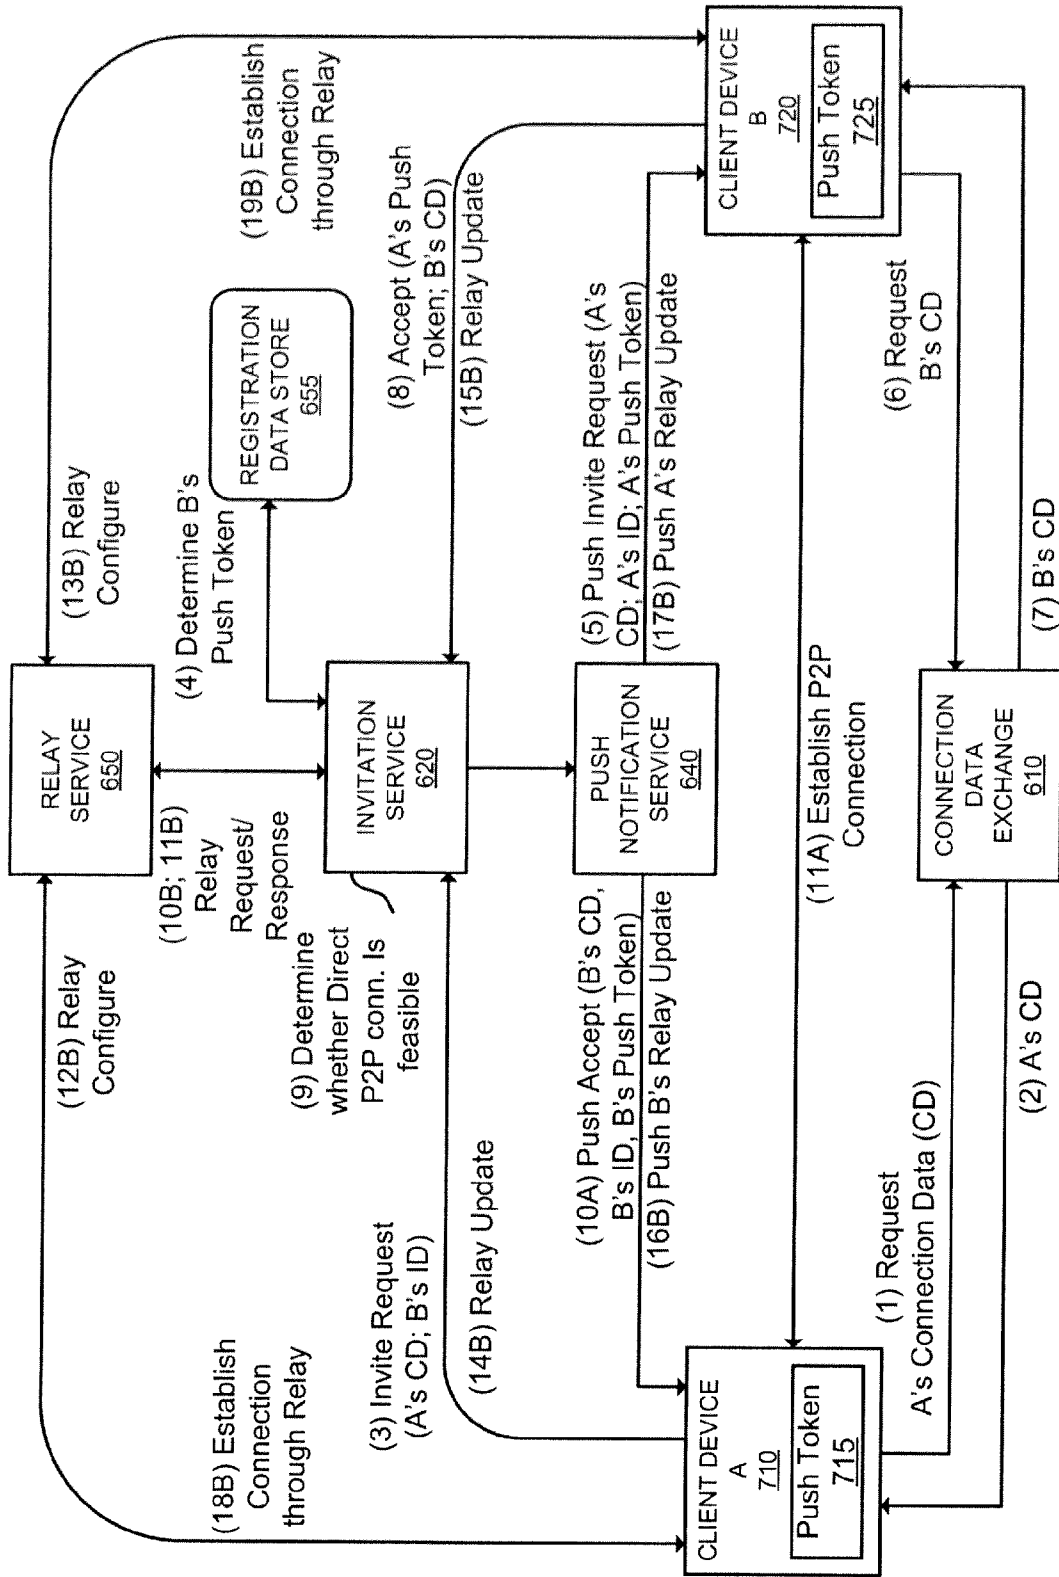 (18B) Establish
Connection
through Relay
(12B) Relay
Configure
RELAY
SERVICE
650
(13B) Relay
Configure
(19B) Establish
Connection
through Relay
(10B; 11B)
Relay
Request/
Response
(4) Determine B's
Push Token
REGISTRATION
DATA STORE
655
(3) Invite Request
(A's CD; B's ID)
(14B) Relay Update
(9) Determine
whether Direct
P2P conn. Is
feasible
INVITATION
SERVICE
620
(8) Accept (A's Push
Token; B's CD)
(15B) Relay Update
(10A) Push Accept (B's CD,
B's ID, B's Push Token)
(16B) Push B's Relay Update
PUSH
NOTIFICATION
SERVICE
640
(5) Push Invite Request (A's
CD; A's ID; A's Push Token)
(17B) Push A's Relay Update
CLIENT DEVICE
A
710
Push Token
715
(11A) Establish P2P
Connection
CLIENT DEVICE
B
720
Push Token
725
(1) Request
A's Connection Data (CD)
(2) A's CD
CONNECTION
DATA
EXCHANGE
610
(6) Request
B's CD
(7) B's CD